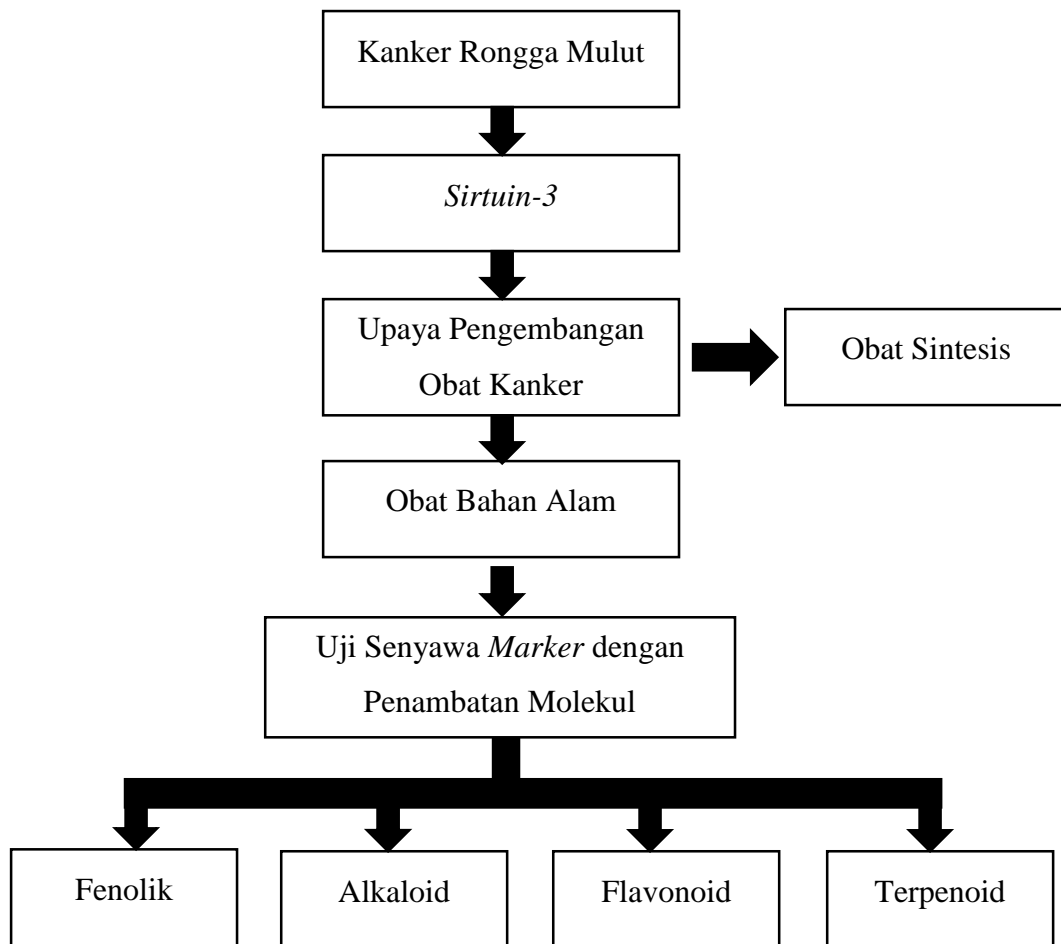 Kanker Rongga Mulut
Sirtuin-3
Upaya Pengembangan
Obat Kanker
Obat Sintesis
Obat Bahan Alam
Uji Senyawa Marker dengan
Penambatan Molekul
Fenolik
Alkaloid
Flavonoid
Terpenoid